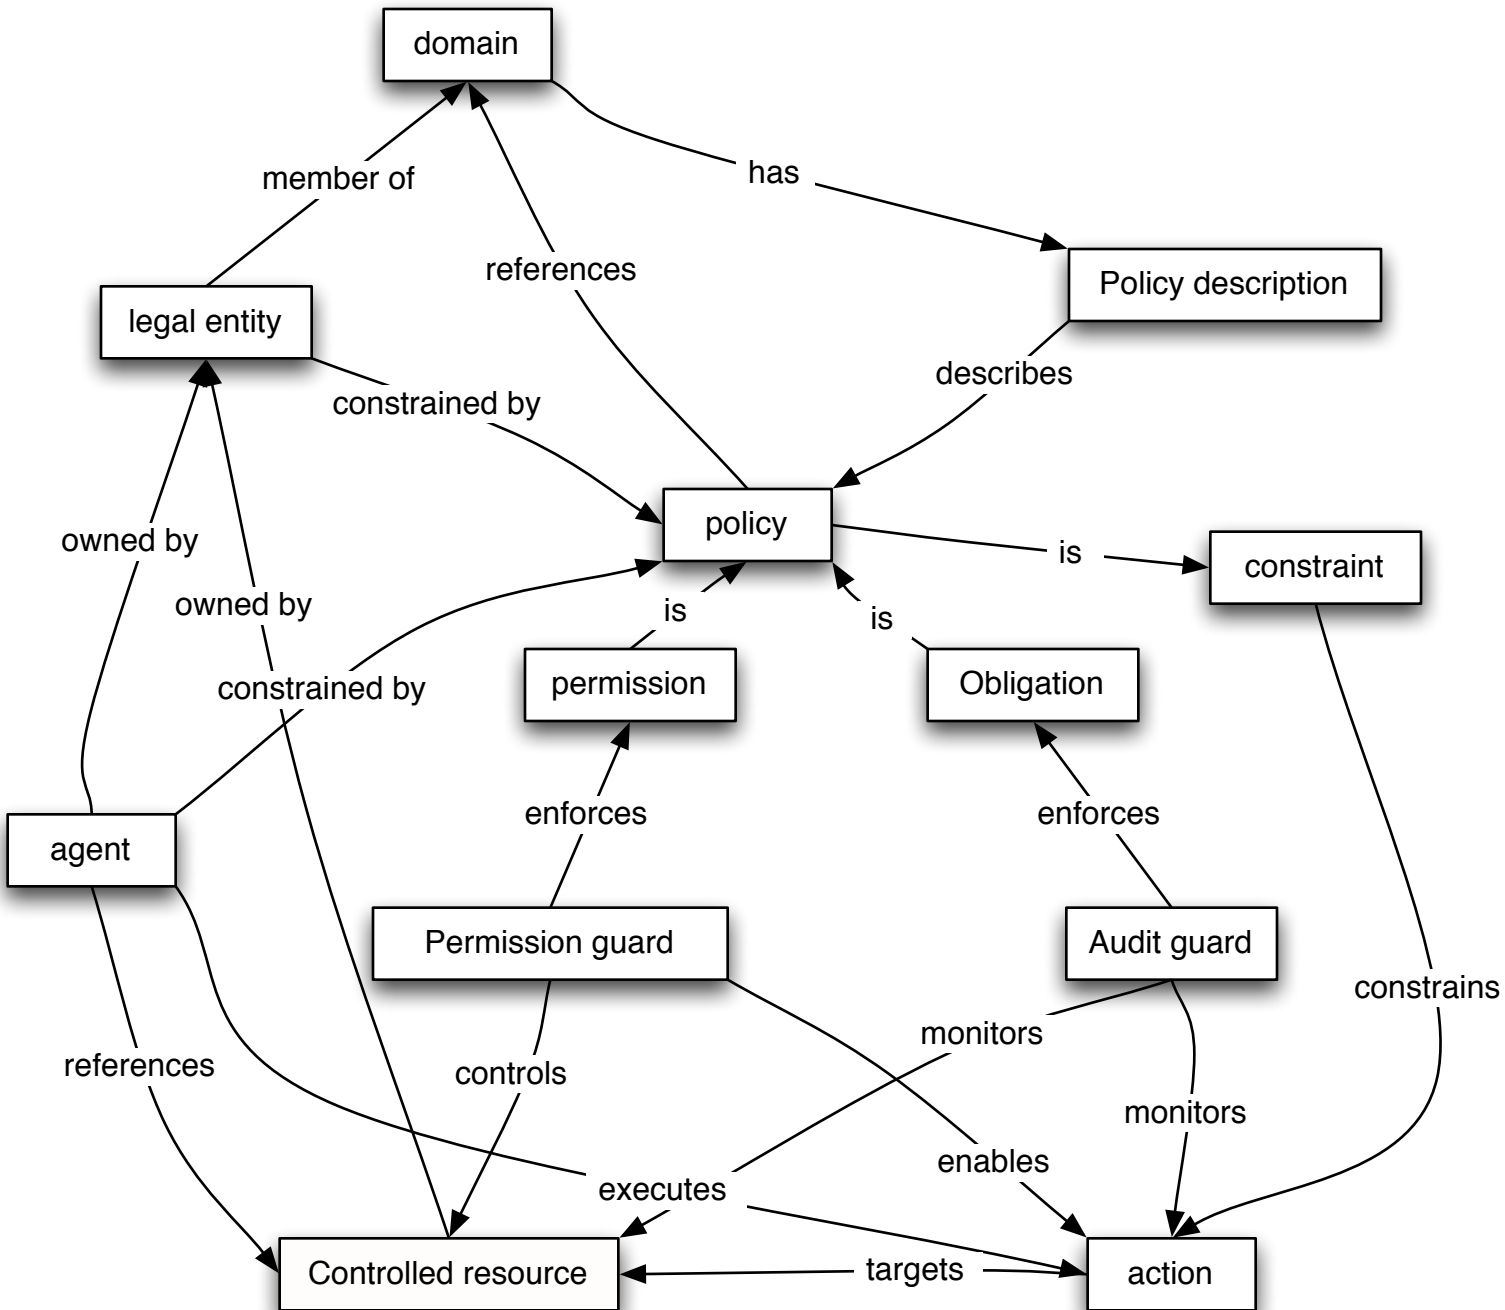 domain
has
member of
references
Policy description
legal entity
describes
constrained by
policy
owned by
is
constraint
owned by
is
is
constrained by
permission
Obligation
enforces
enforces
agent
Permission guard
Audit guard
constrains
monitors
references
controls
monitors
enables
executes
targets
Controlled resource
action